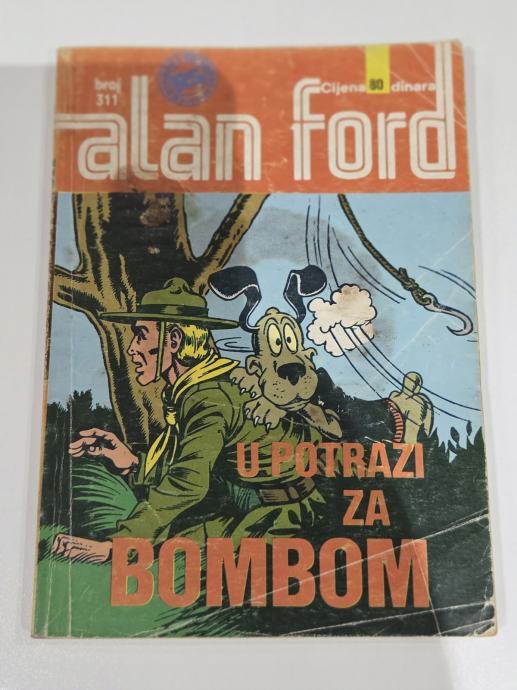 broj
311
Cijena 80 dinara
alan ford
U POTRAZI
ZA
BOMBOM